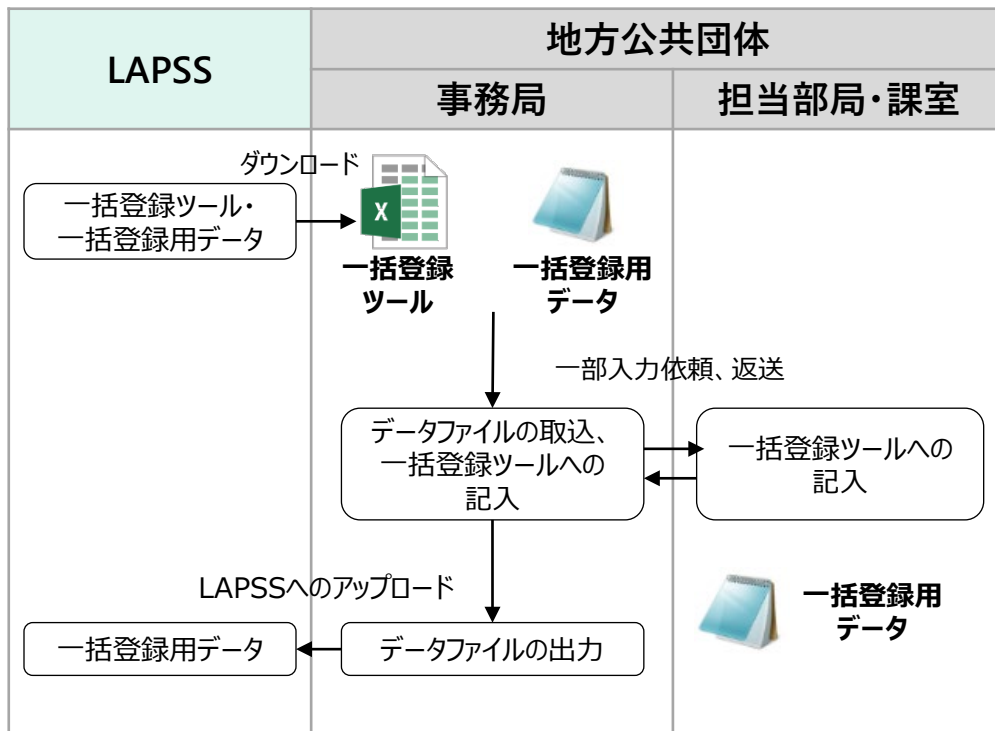 LAPSS
地方公共団体
事務局
担当部局・課室
ダウンロード
一括登録ツール・
一括登録用データ
X
一括登録
ツール
一括登録用
データ
一部入力依頼、返送
データファイルの取込、
一括登録ツールへの
記入
一括登録ツールへの
記入
LAPSSへのアップロード
一括登録用データ
データファイルの出力
一括登録用
データ